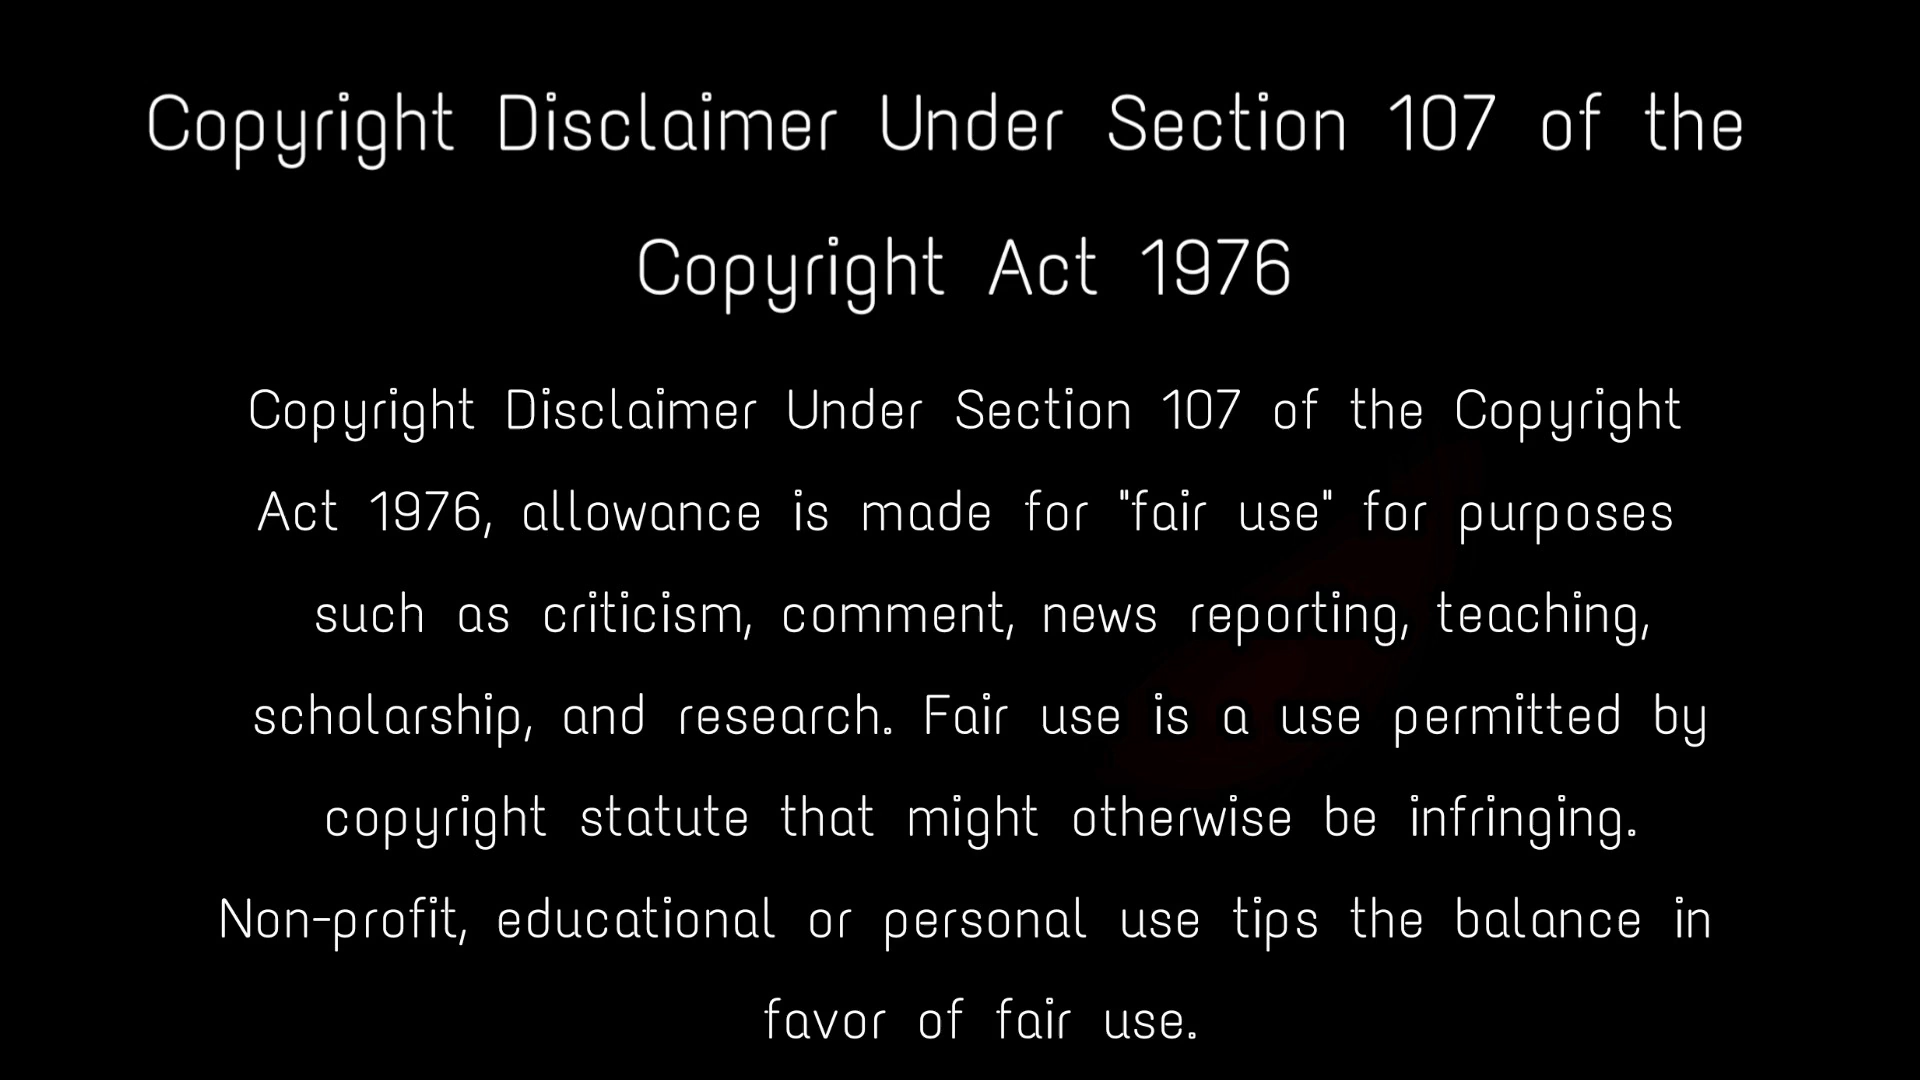 Copyright Disclaimer Under Section 107 of the
Copyright Act 1976
Copyright Disclaimer Under Section 107 of the Copyright
Act 1976, allowance is made for "fair use" for purposes
such as criticism, comment, news reporting, teaching,
scholarship, and research. Fair use is a use permitted by
copyright statute that might otherwise be infringing.
Non-profit, educational or personal use tips the balance in
favor of fair use.